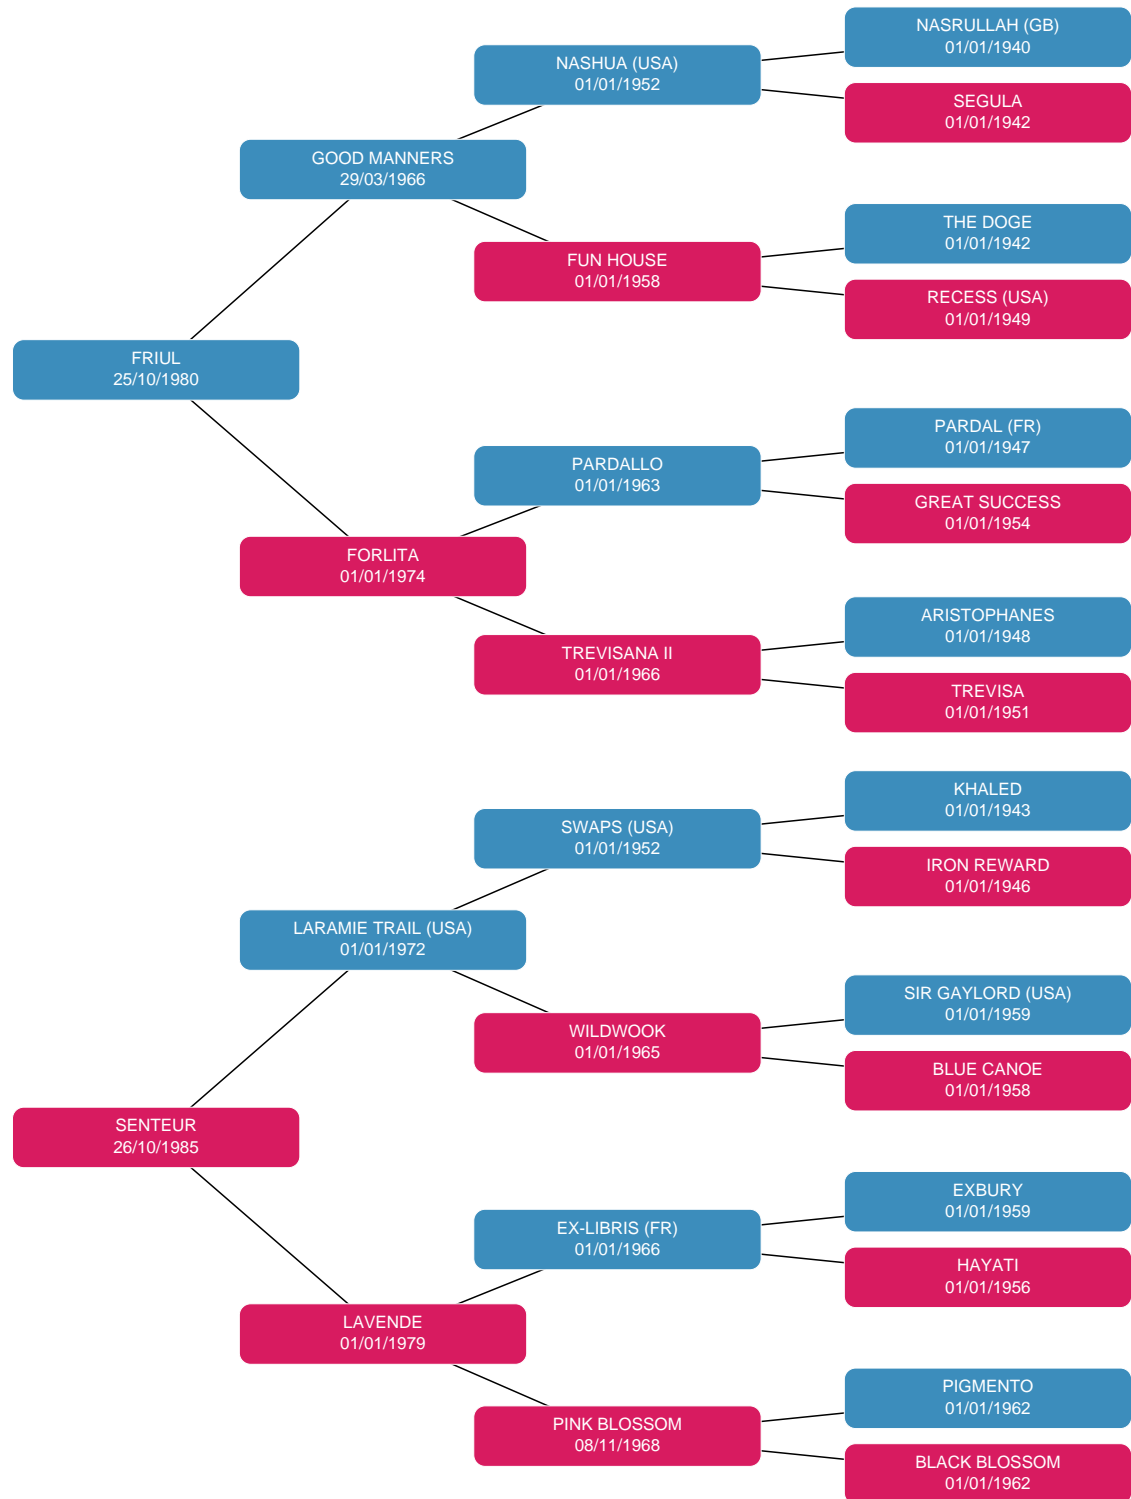 NASRULLAH (GB)
01/01/1940
NASHUA (USA)
01/01/1952
SEGULA
01/01/1942
GOOD MANNERS
29/03/1966
THE DOGE
01/01/1942
FUN HOUSE
01/01/1958
RECESS (USA)
01/01/1949
FRIUL
25/10/1980
PARDAL (FR)
01/01/1947
PARDALLO
01/01/1963
GREAT SUCCESS
01/01/1954
FORLITA
01/01/1974
ARISTOPHANES
01/01/1948
TREVISANA II
01/01/1966
TREVISA
01/01/1951
KHALED
01/01/1943
SWAPS (USA)
01/01/1952
IRON REWARD
01/01/1946
LARAMIE TRAIL (USA)
01/01/1972
SIR GAYLORD (USA)
01/01/1959
WILDWOOK
01/01/1965
BLUE CANOE
01/01/1958
SENTEUR
26/10/1985
EXBURY
01/01/1959
EX-LIBRIS (FR)
01/01/1966
HAYATI
01/01/1956
LAVENDE
01/01/1979
PIGMENTO
01/01/1962
PINK BLOSSOM
08/11/1968
BLACK BLOSSOM
01/01/1962